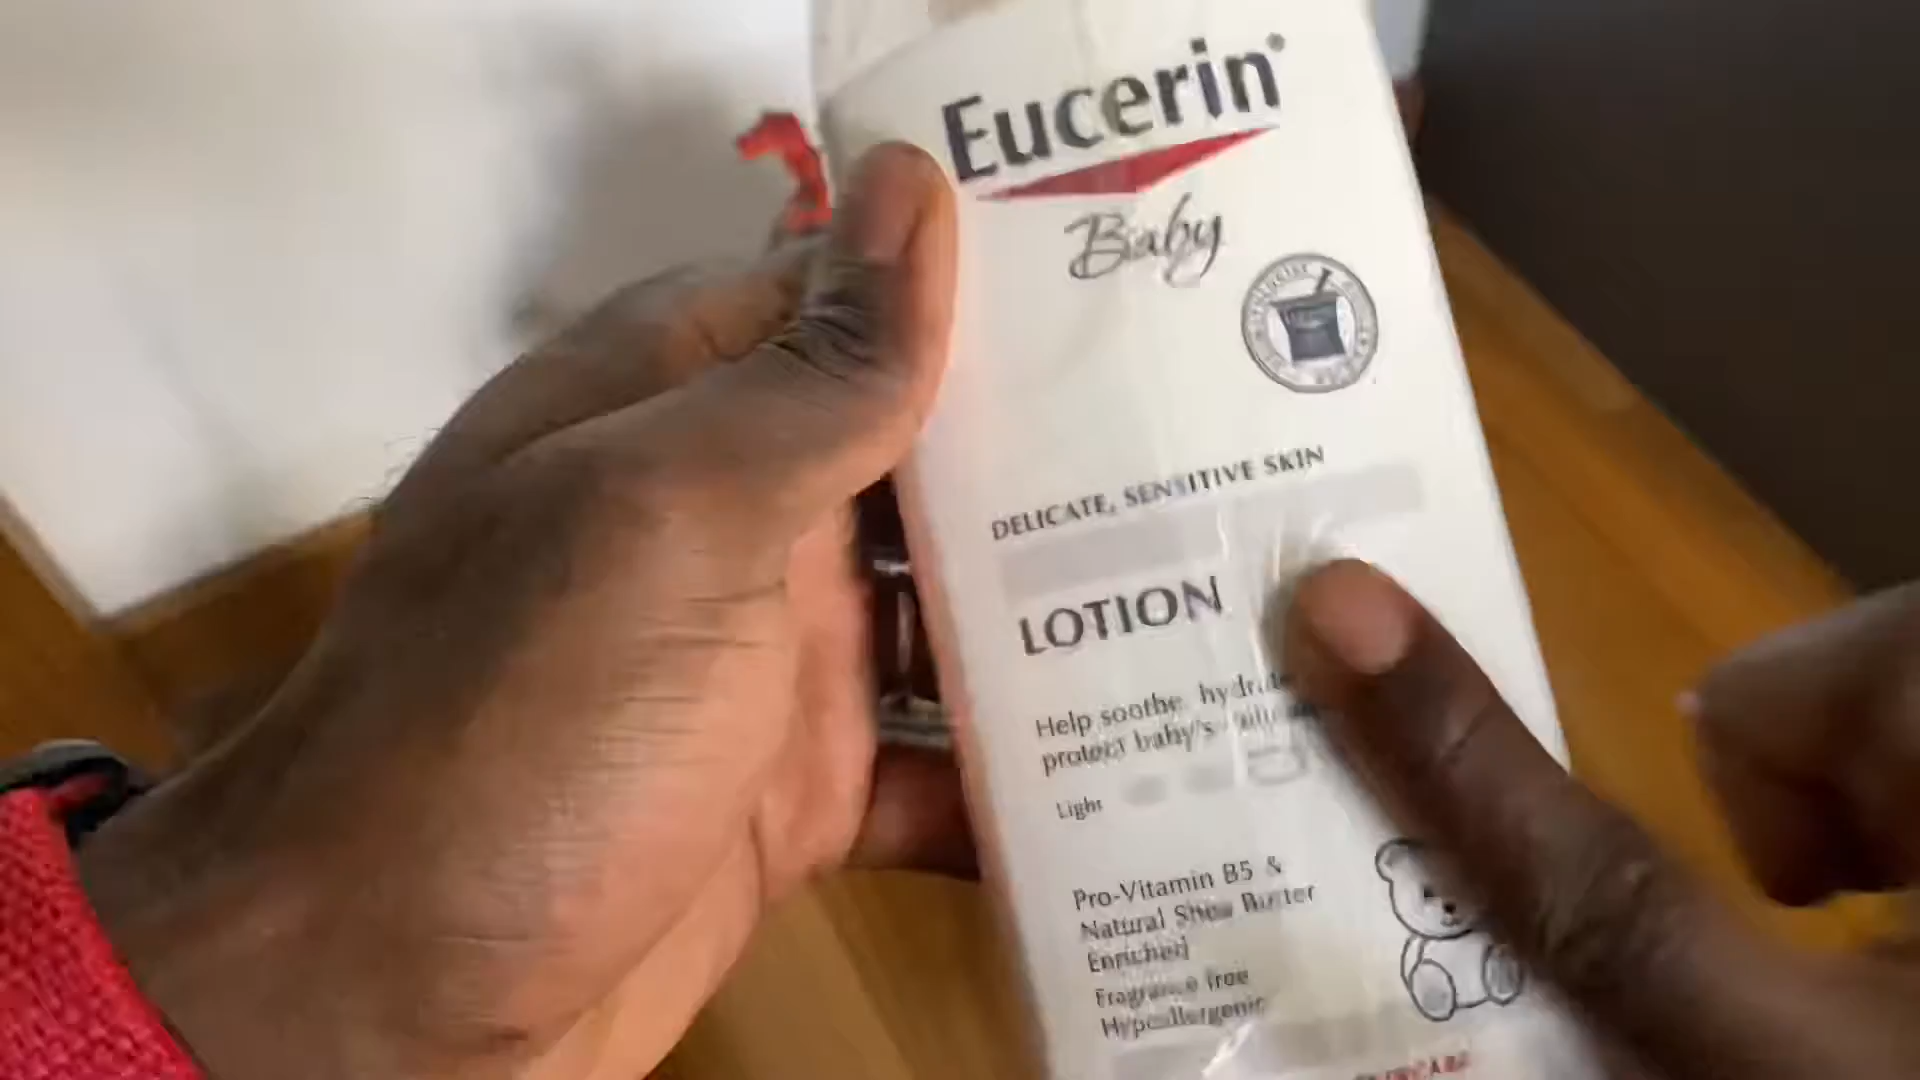 Eucerin®
Baby
DELICATE, SENSITIVE SKIN
LOTION
Help soothe, hydrate
protect baby's
Light
Pro-Vitamin B5 &
Natural Shea Butter
Enriched
Fragrance free
Hypoallergenic